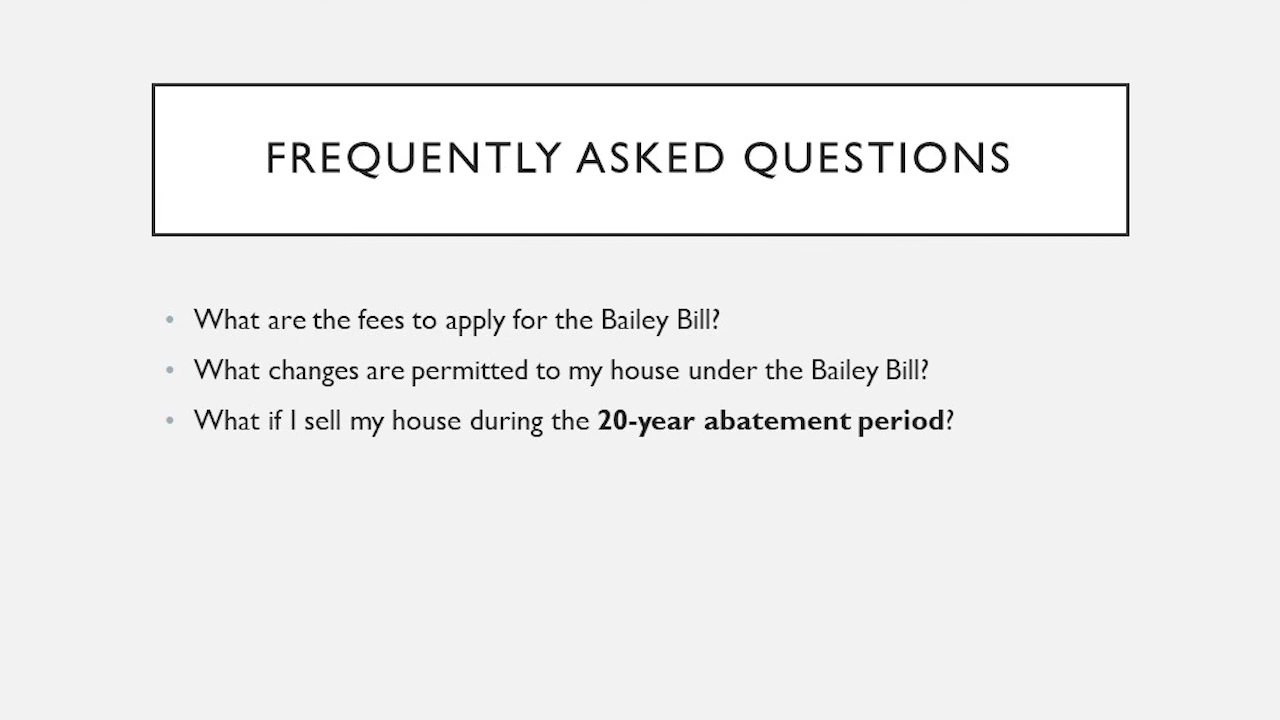 FREQUENTLY ASKED QUESTIONS
• What are the fees to apply for the Bailey Bill?
• What changes are permitted to my house under the Bailey Bill?
• What if I sell my house during the 20-year abatement period?